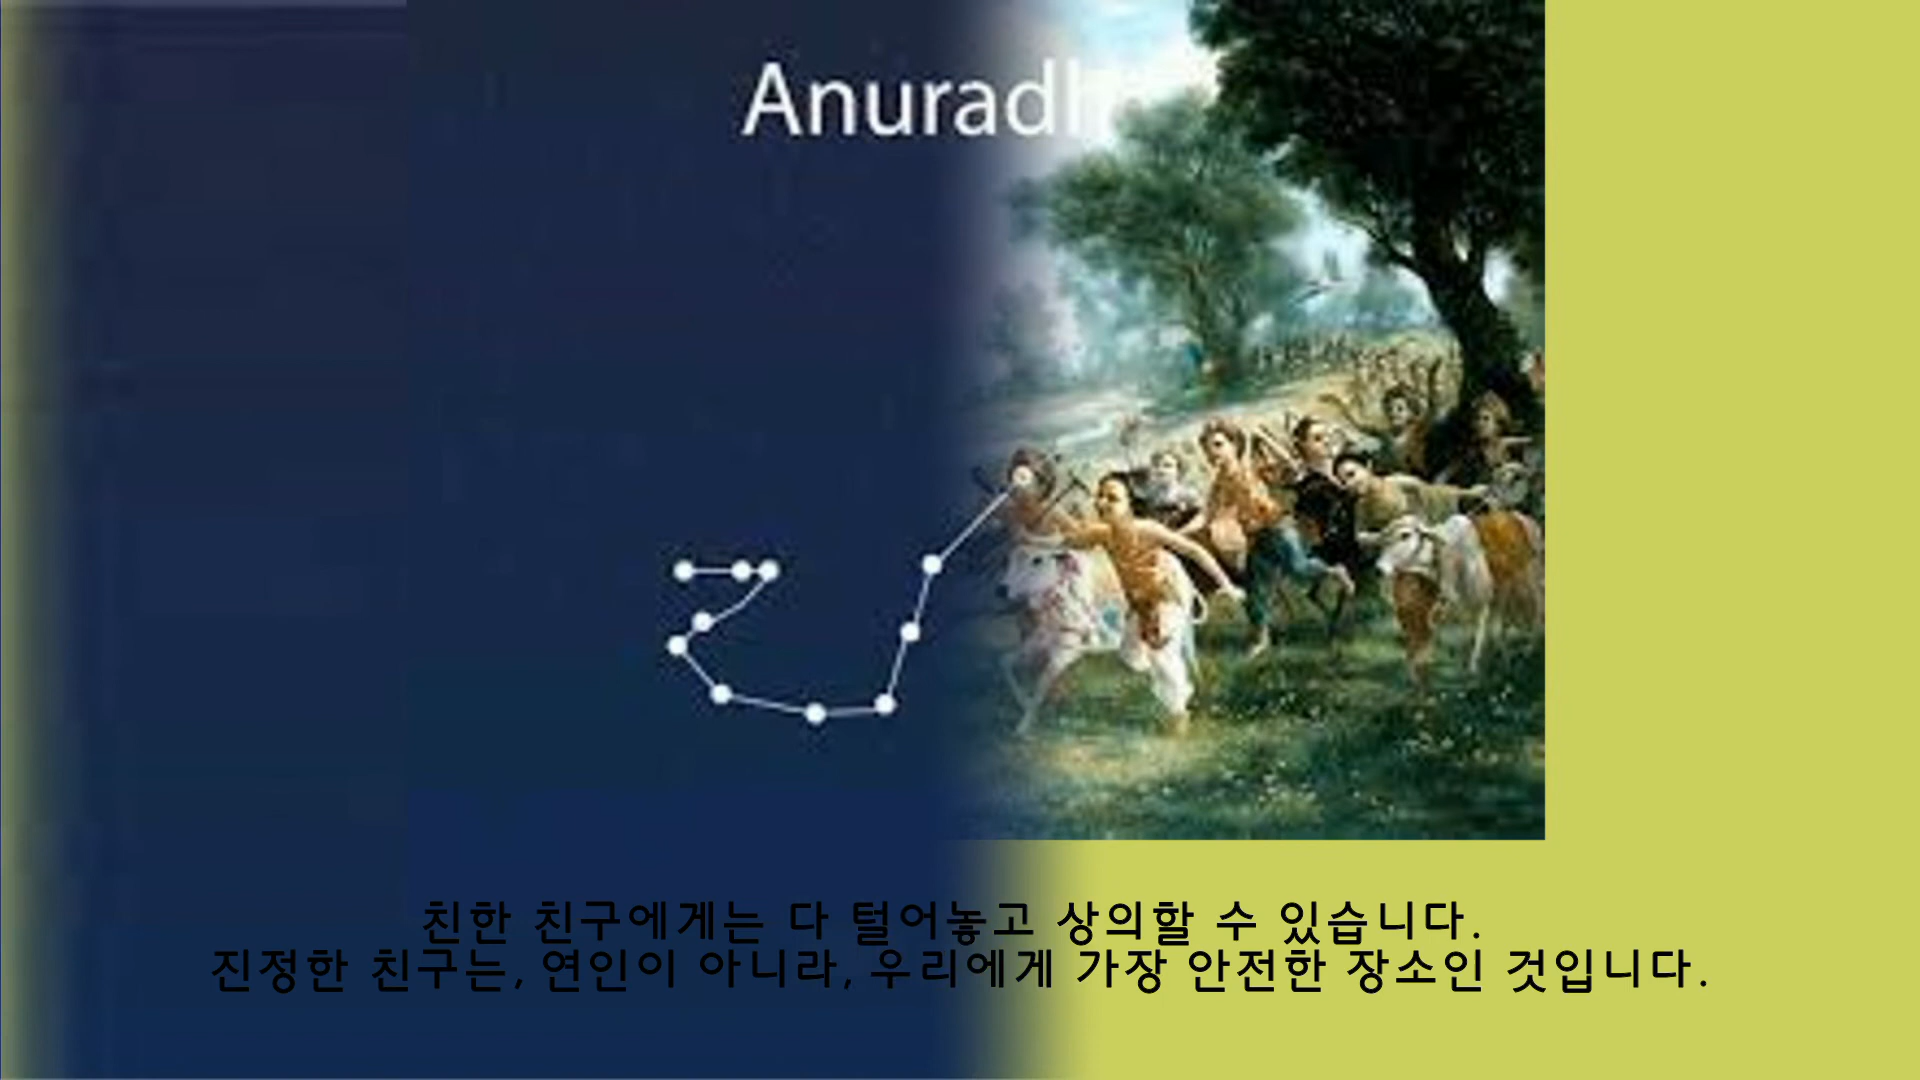 Anuradh
친한 친구에게는 다 털어놓고 상의할 수 있습니다.
진정한 친구는, 연인이 아니라, 우리에게 가장 안전한 장소인 것입니다.